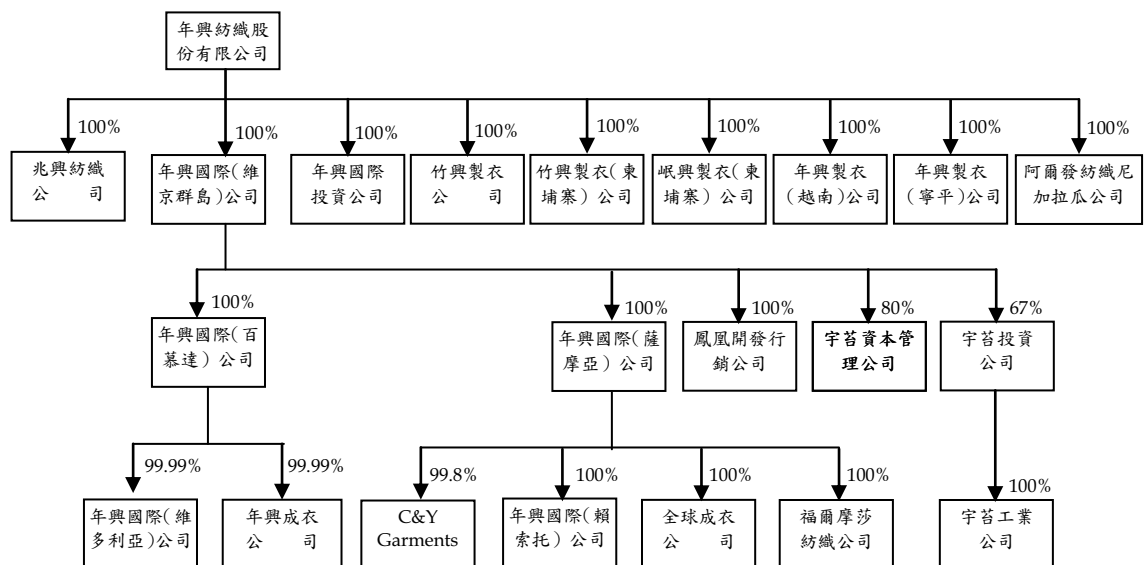 年興紡織股
份有限公司
100%
100%
100%
100%
100%
100%
100%
100%
100%
兆興紡織
公　　司
年興國際(維
京群島)公司
年興國際
投資公司
竹興製衣
公　　司
竹興製衣(柬
埔寨)公司
岷興製衣(柬
埔寨)公司
年興製衣
(越南)公司
年興製衣
(寧平)公司
阿爾發紡織尼
加拉瓜公司
100%
100%
100%
80%
67%
年興國際(百
慕達)公司
年興國際(薩
摩亞)公司
鳳凰開發行
銷公司
宇苔資本管
理公司
宇苔投資
公司
99.99%
99.99%
99.8%
100%
100%
100%
100%
年興國際(維
多利亞)公司
年興成衣
公　　司
C&Y
Garments
年興國際(賴
索托)公司
全球成衣
公　　司
福爾摩莎
紡織公司
宇苔工業
公司